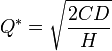 Q* = √(2CD/H)